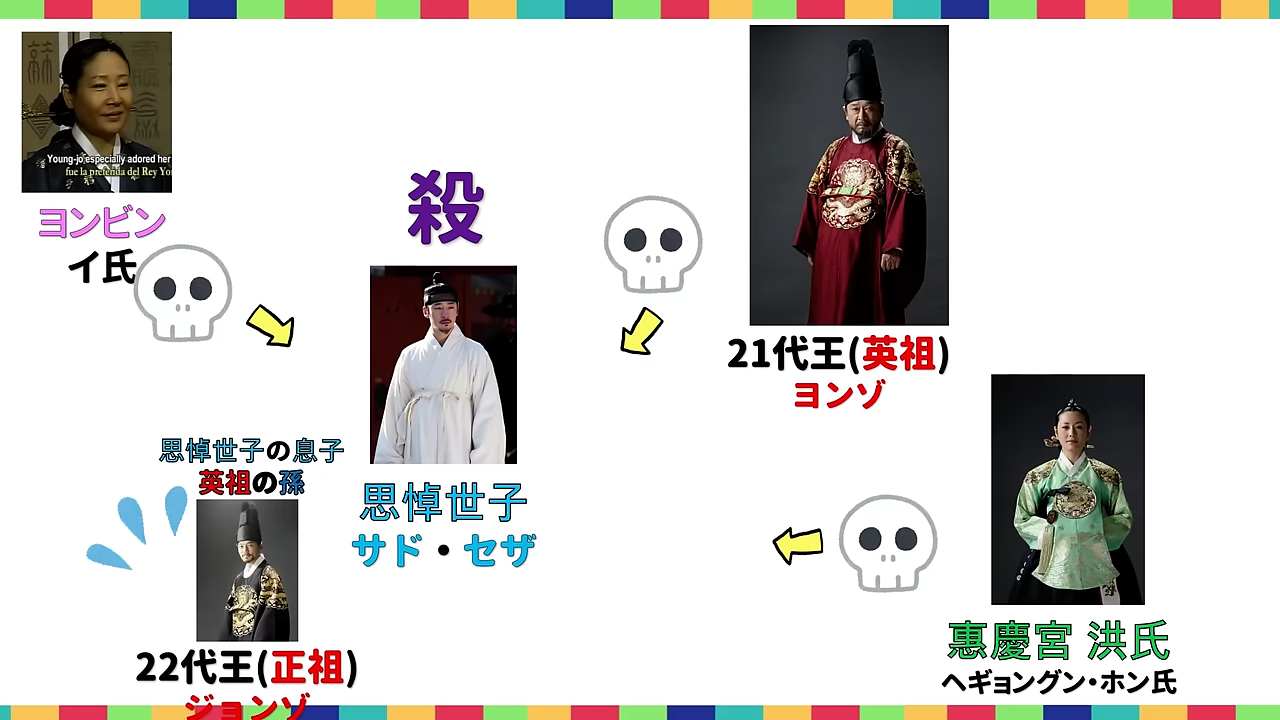 Young-jo especially adored her
fue la pretenda del Rey Yo
ヨンビン
イ氏
殺
21代王(英祖)
ヨンゾ
思悼世子の息子
英祖の孫
思悼世子
サド・セザ
22代王(正祖)
ジョンゾ
惠慶宮 洪氏
ヘギョングン・ホン氏